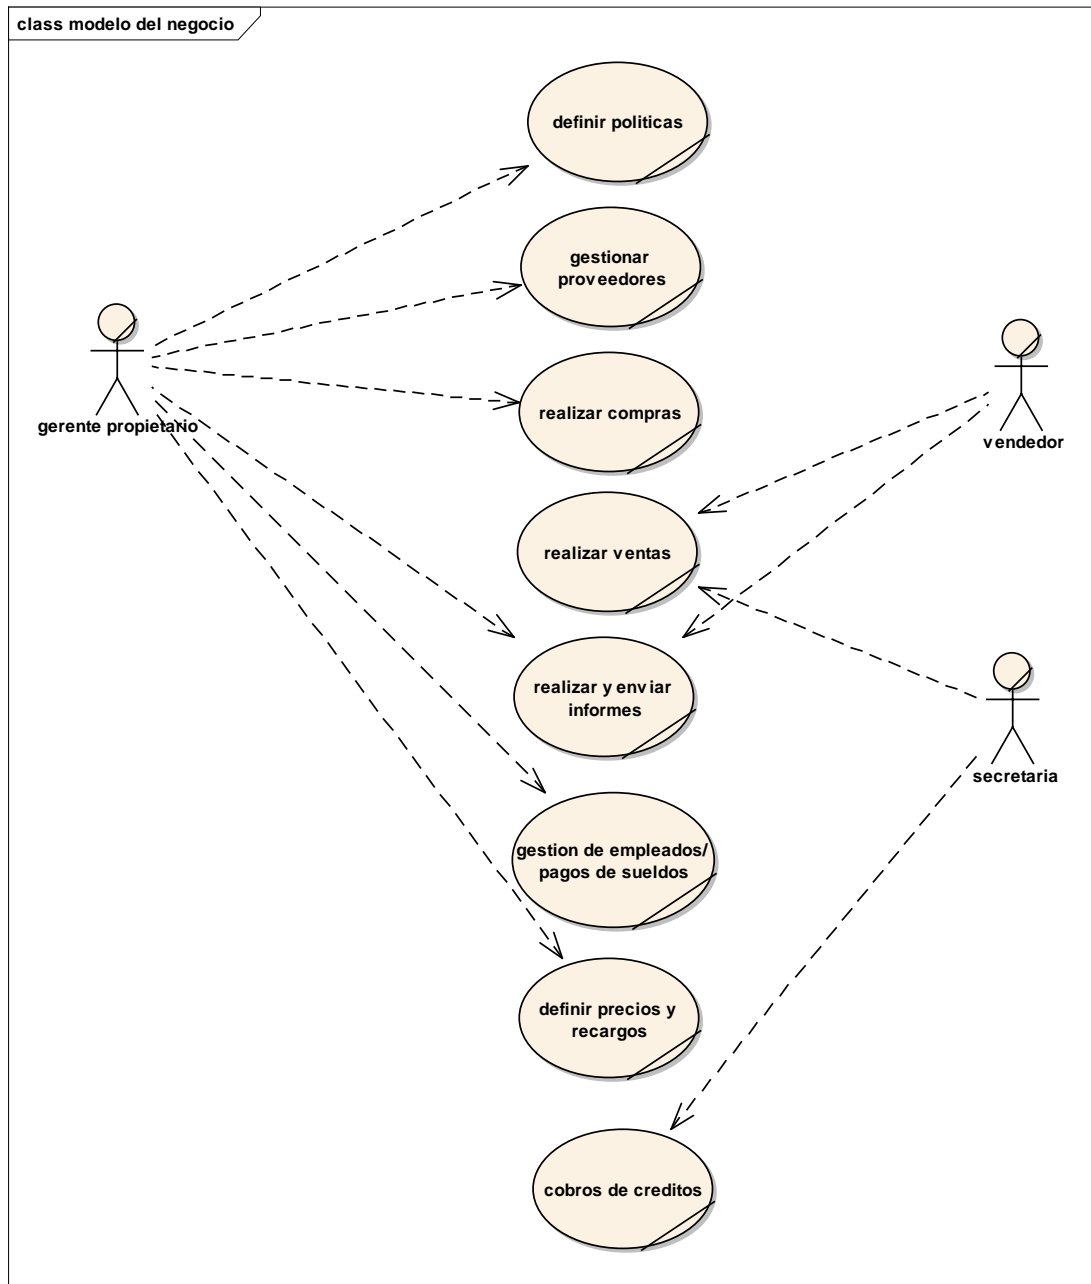 class modelo del negocio
definir politicas
gestionar
proveedores
gerente propietario
realizar compras
vendedor
realizar ventas
realizar y enviar
informes
secretaria
gestion de empleados/
pagos de sueldos
definir precios y
recargos
cobros de creditos